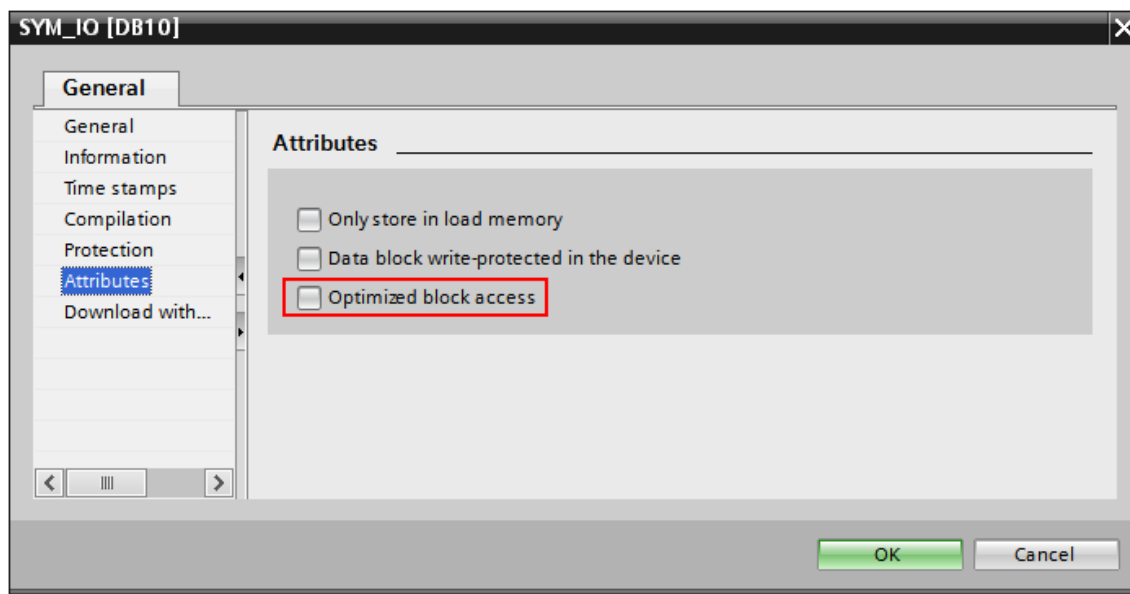 SYM_IO [DB10]
General
General
Information
Time stamps
Compilation
Protection
Attributes
Download with...
Attributes
Only store in load memory
Data block write-protected in the device
Optimized block access
OK
Cancel